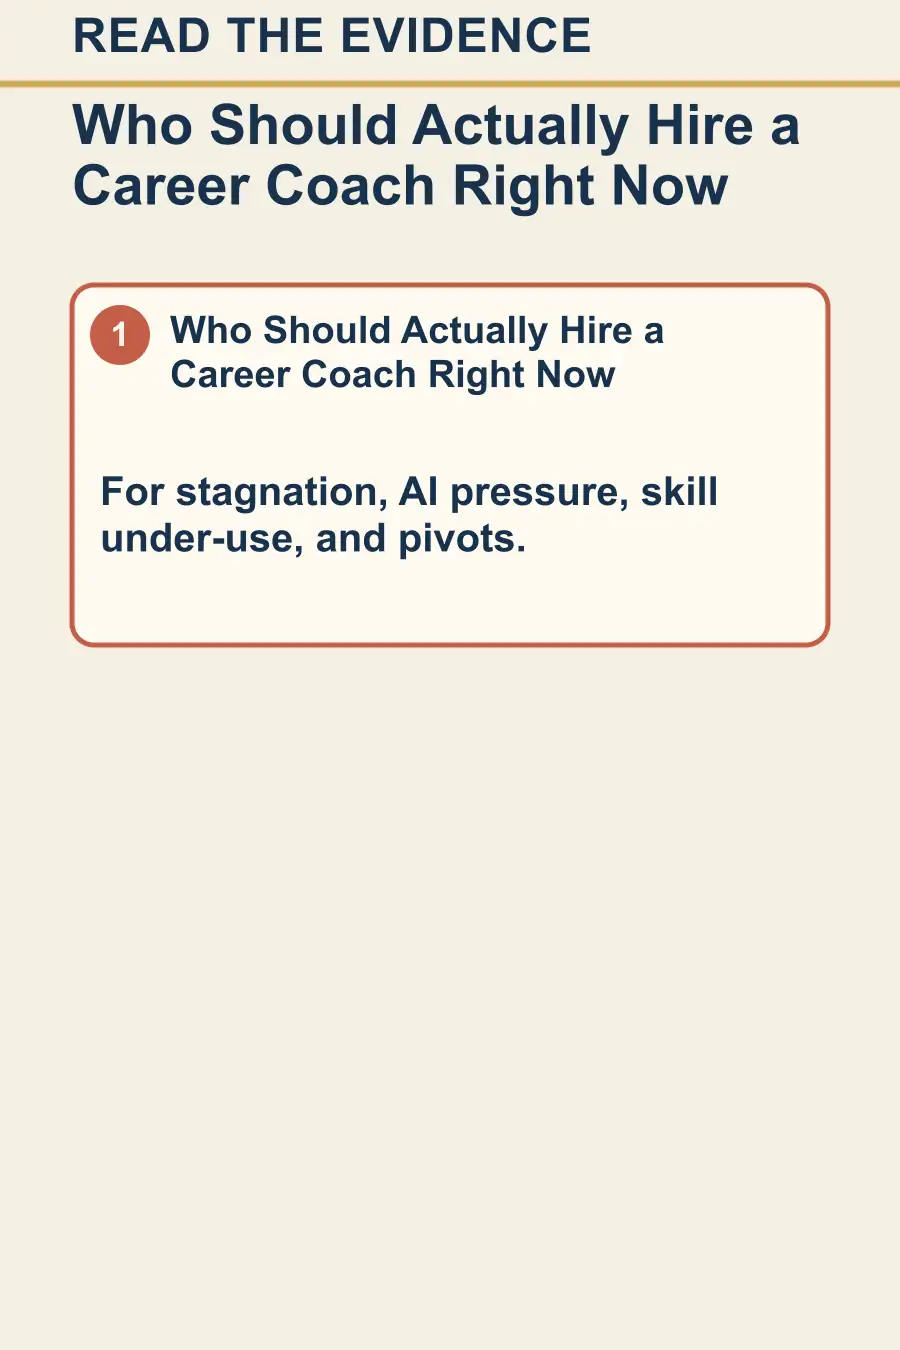 READ THE EVIDENCE
Who Should Actually Hire a
Career Coach Right Now
1
Who Should Actually Hire a
Career Coach Right Now
For stagnation, AI pressure, skill
under-use, and pivots.